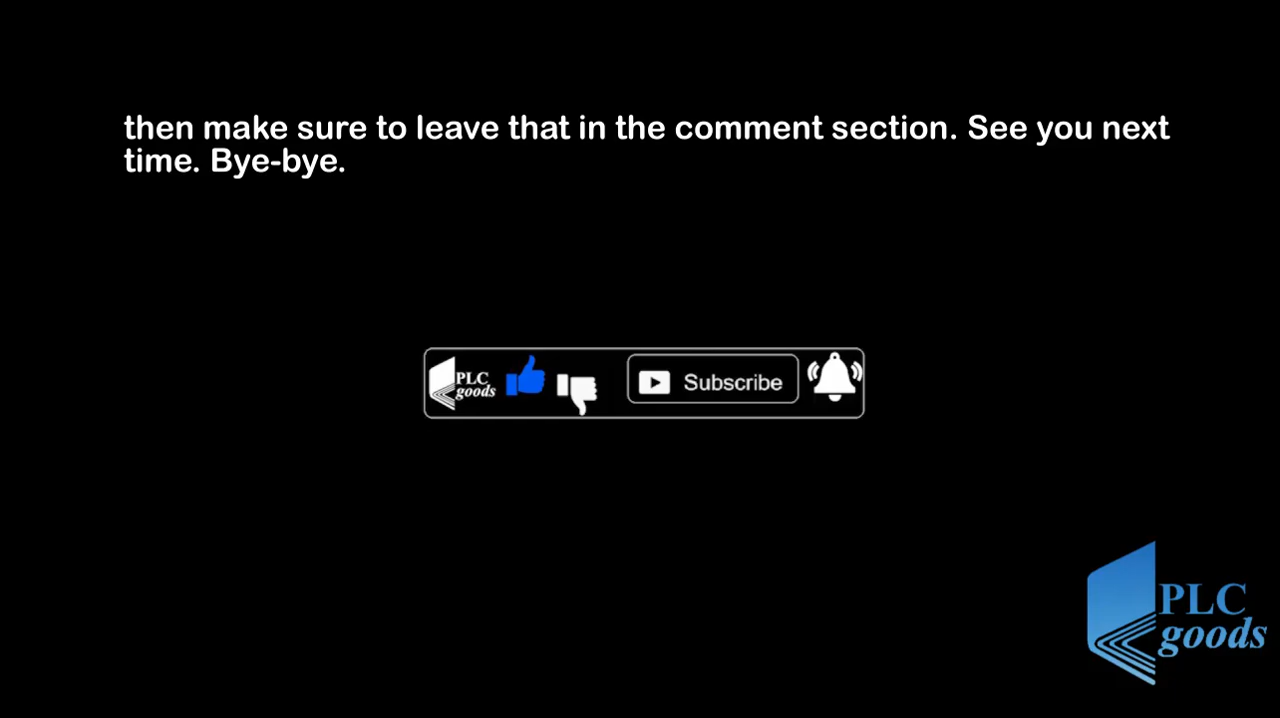 then make sure to leave that in the comment section. See you next
time. Bye-bye.
PLC
goods
Subscribe
PLC
goods